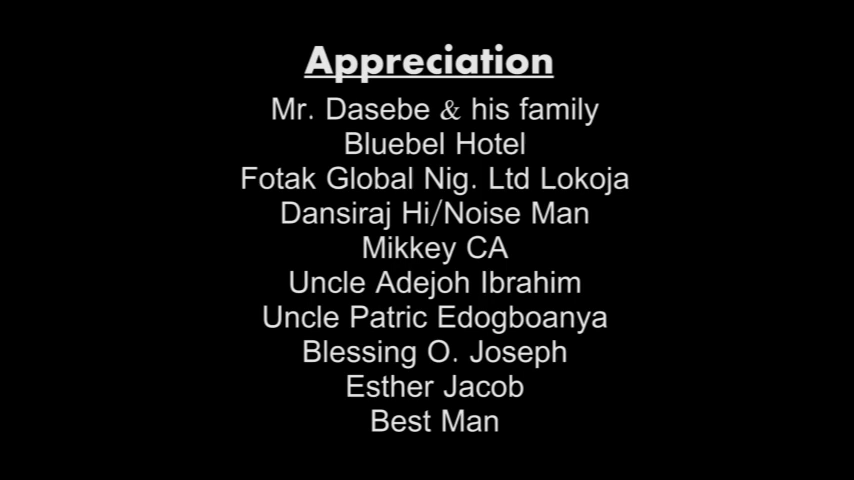 Appreciation
Mr. Dasebe & his family
Bluebel Hotel
Fotak Global Nig. Ltd Lokoja
Dansiraj Hi/Noise Man
Mikkey CA
Uncle Adejoh Ibrahim
Uncle Patric Edogboanya
Blessing O. Joseph
Esther Jacob
Best Man